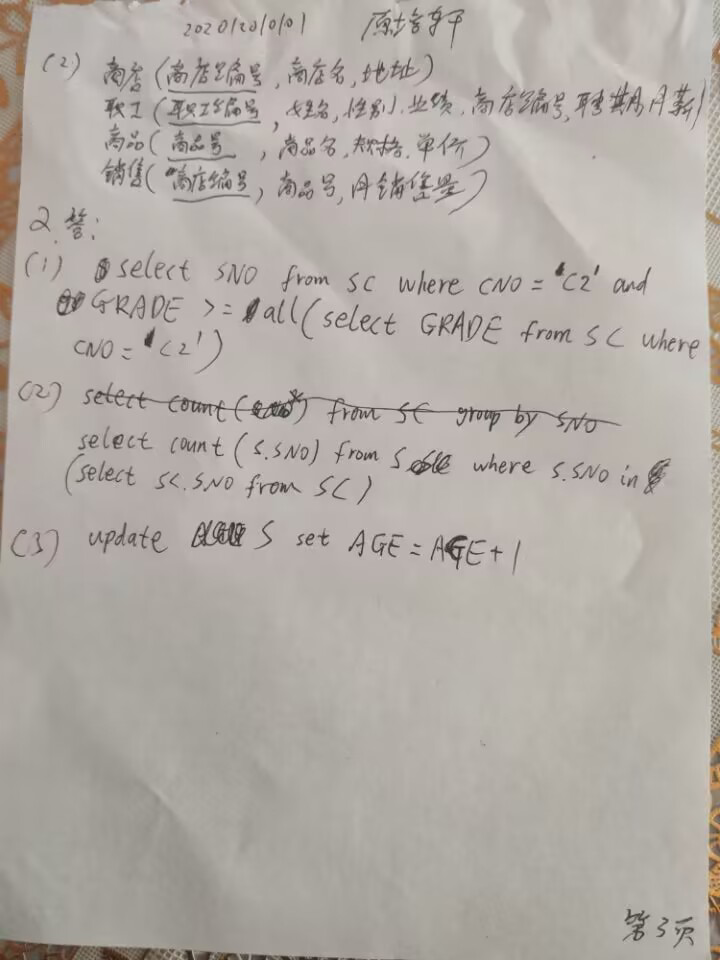 202012010101 原培轩
(2) 商店(商店编号,商店名,地址)
职工(职工编号,姓名,性别,业绩,商店编号,聘期,月薪)
商品(商品号,商品名,规格,单价)
销售(商店编号,商品号,月销售量)
2.答:
(1) select SNO from SC where CNO = 'C2' and
GRADE >= all(select GRADE from SC where
CNO = 'C2')
(2) select count(*) from SC group by SNO
select count (S.SNO) from S where S.SNO in
(select SC.SNO from SC)
(3) update S set AGE = AGE + 1
第3页